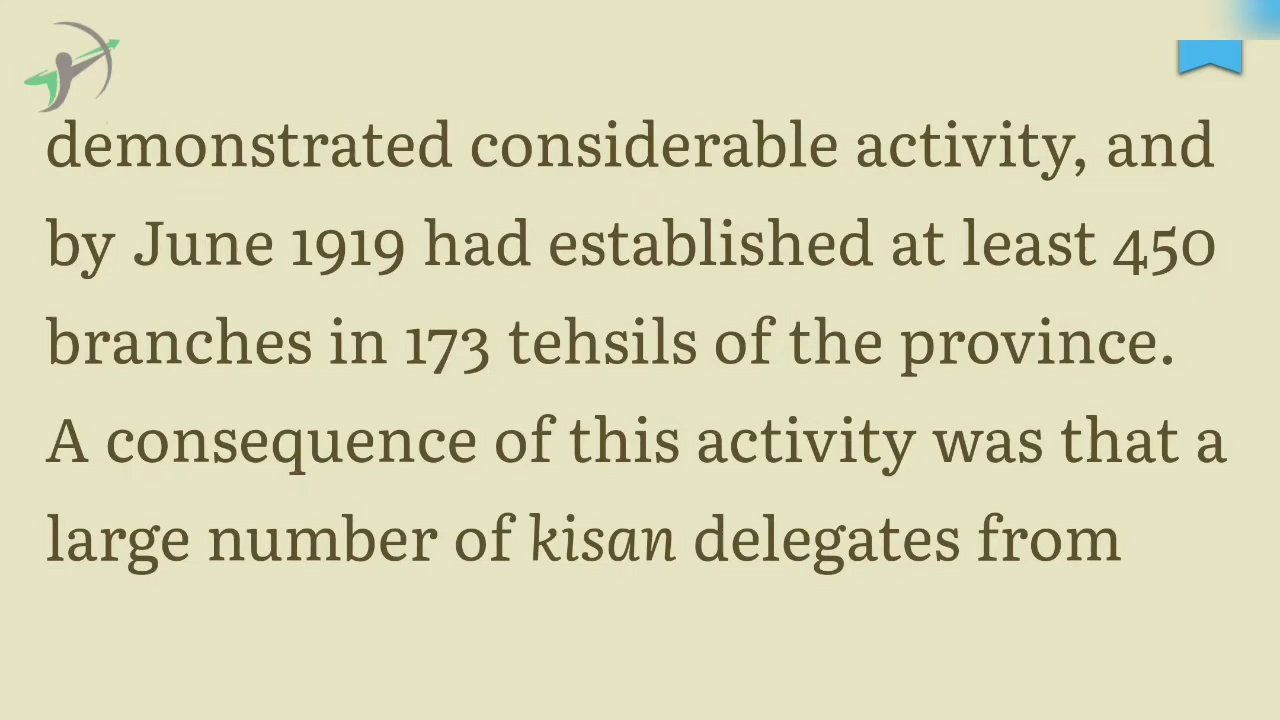 demonstrated considerable activity, and
by June 1919 had established at least 450
branches in 173 tehsils of the province.
A consequence of this activity was that a
large number of kisan delegates from